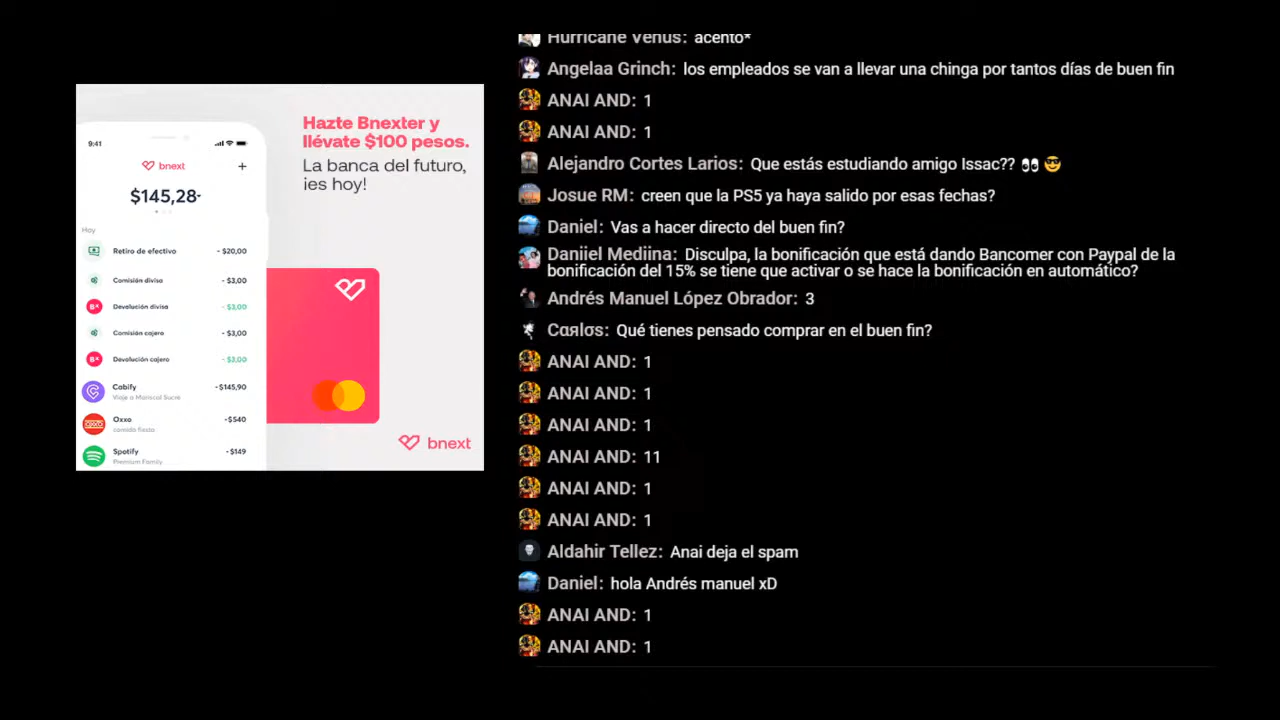 Hazte Bnexter y
llévate $100 pesos.
La banca del futuro,
¡es hoy!
9:41
bnext
+
$145,28
Hoy
Retiro de efectivo - $20,00
Comisión divisa - $3,00
Devolución divisa - $3,00
Comisión cajero - $3,00
Devolución cajero - $3,00
Cabify -$145,90
Viaje a Mariscal Sucre
Oxxo -$540
comida fiesta
Spotify -$149
Premium Family
bnext
Hurricane Venus: acento*
Angelaa Grinch: los empleados se van a llevar una chinga por tantos días de buen fin
ANAI AND: 1
ANAI AND: 1
Alejandro Cortes Larios: Que estás estudiando amigo Issac?? 👀 😎
Josue RM: creen que la PS5 ya haya salido por esas fechas?
Daniel: Vas a hacer directo del buen fin?
Daniiel Mediina: Disculpa, la bonificación que está dando Bancomer con Paypal de la
bonificación del 15% se tiene que activar o se hace la bonificación en automático?
Andrés Manuel López Obrador: 3
Cαяlσs: Qué tienes pensado comprar en el buen fin?
ANAI AND: 1
ANAI AND: 1
ANAI AND: 1
ANAI AND: 11
ANAI AND: 1
ANAI AND: 1
Aldahir Tellez: Anai deja el spam
Daniel: hola Andrés manuel xD
ANAI AND: 1
ANAI AND: 1